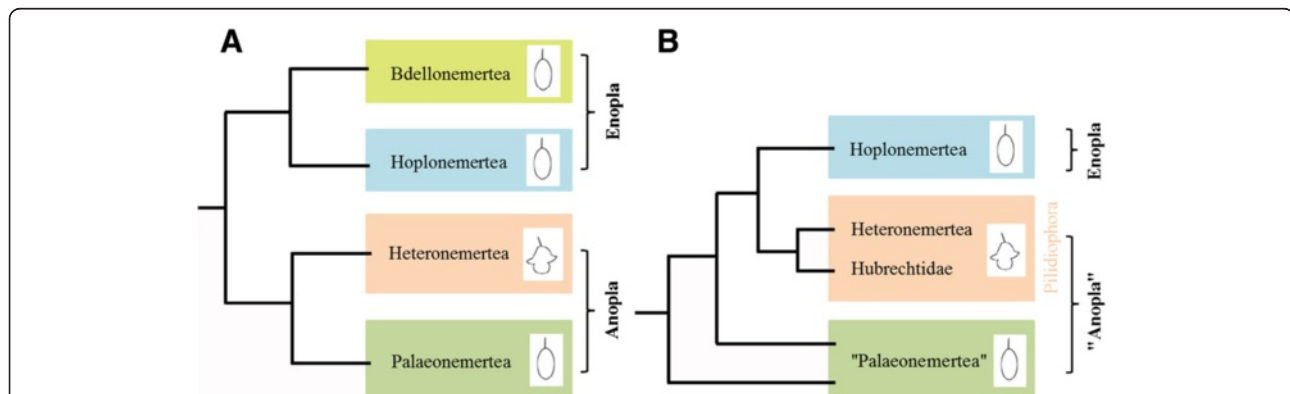 A
Bdellonemertea
Hoplonemertea
Enopla
Heteronemertea
Palaeonemertea
Anopla
B
Hoplonemertea
Enopla
Heteronemertea
Hubrechtidae
Pilidiophora
"Palaeonemertea"
"Anopla"